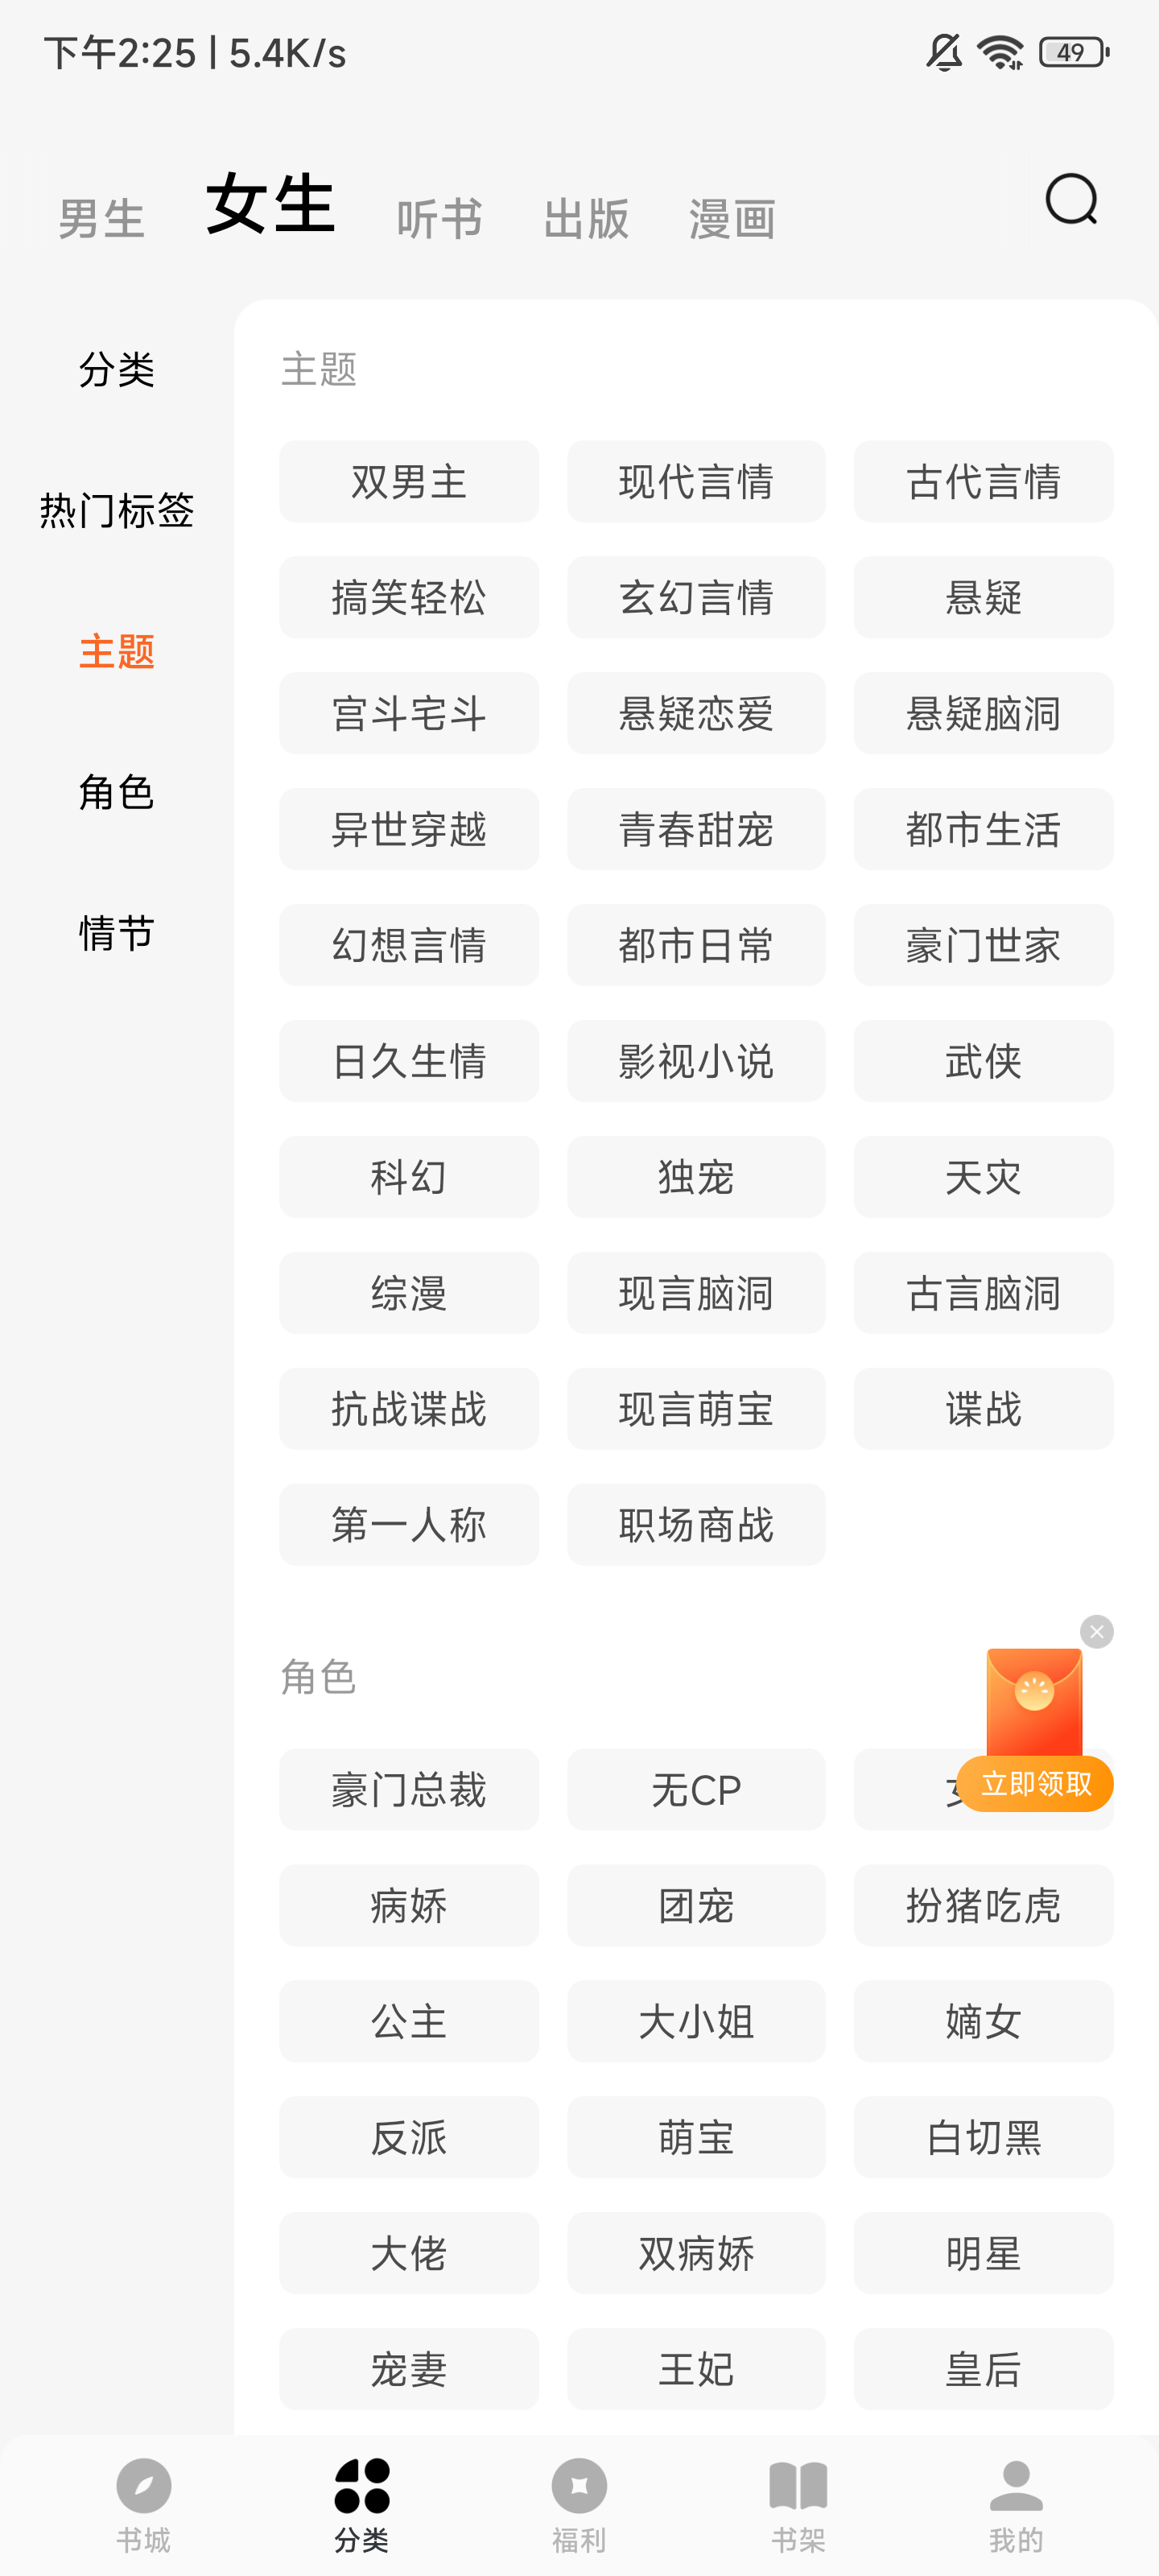 下午2:25 | 5.4K/s
49
男生 女生 听书 出版 漫画
分类
热门标签
主题
角色
情节
主题
双男主 现代言情 古代言情
搞笑轻松 玄幻言情 悬疑
宫斗宅斗 悬疑恋爱 悬疑脑洞
异世穿越 青春甜宠 都市生活
幻想言情 都市日常 豪门世家
日久生情 影视小说 武侠
科幻 独宠 天灾
综漫 现言脑洞 古言脑洞
抗战谍战 现言萌宝 谍战
第一人称 职场商战
角色
豪门总裁 无CP
立即领取
病娇 团宠 扮猪吃虎
公主 大小姐 嫡女
反派 萌宝 白切黑
大佬 双病娇 明星
宠妻 王妃 皇后
书城 分类 福利 书架 我的